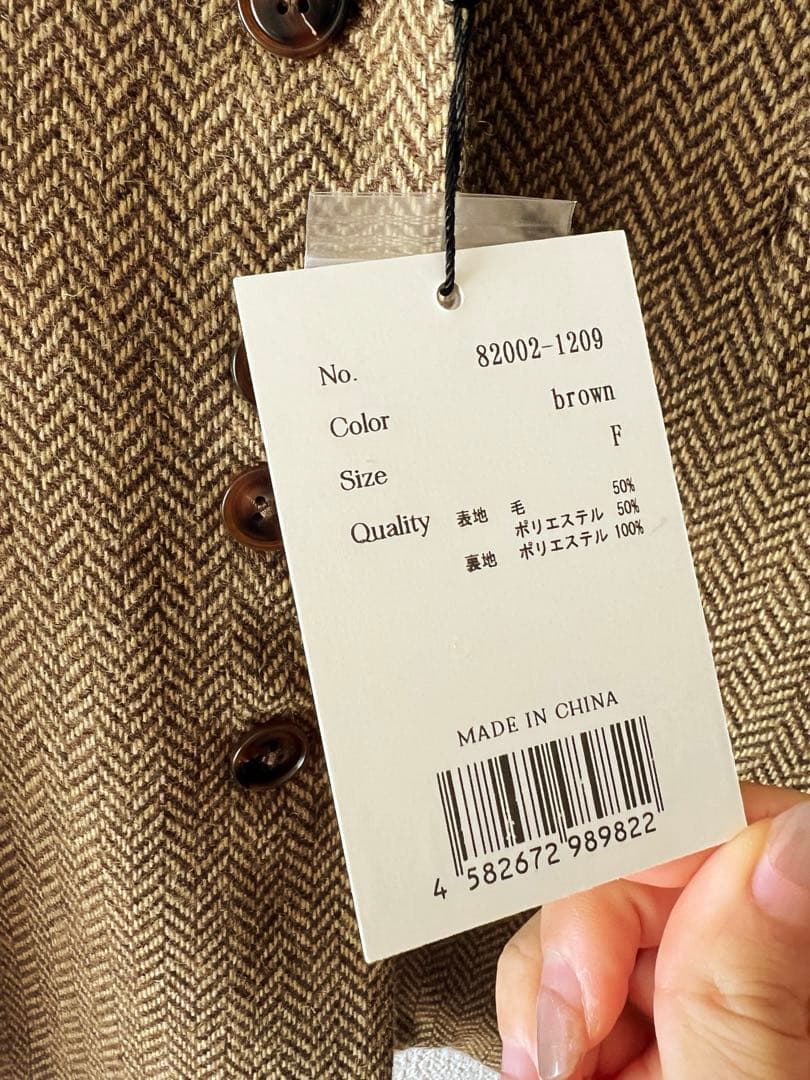 No. 82002-1209
Color brown
Size F
Quality 表地 毛 50%
ポリエステル 50%
裏地 ポリエステル 100%
MADE IN CHINA
4 582672 989822